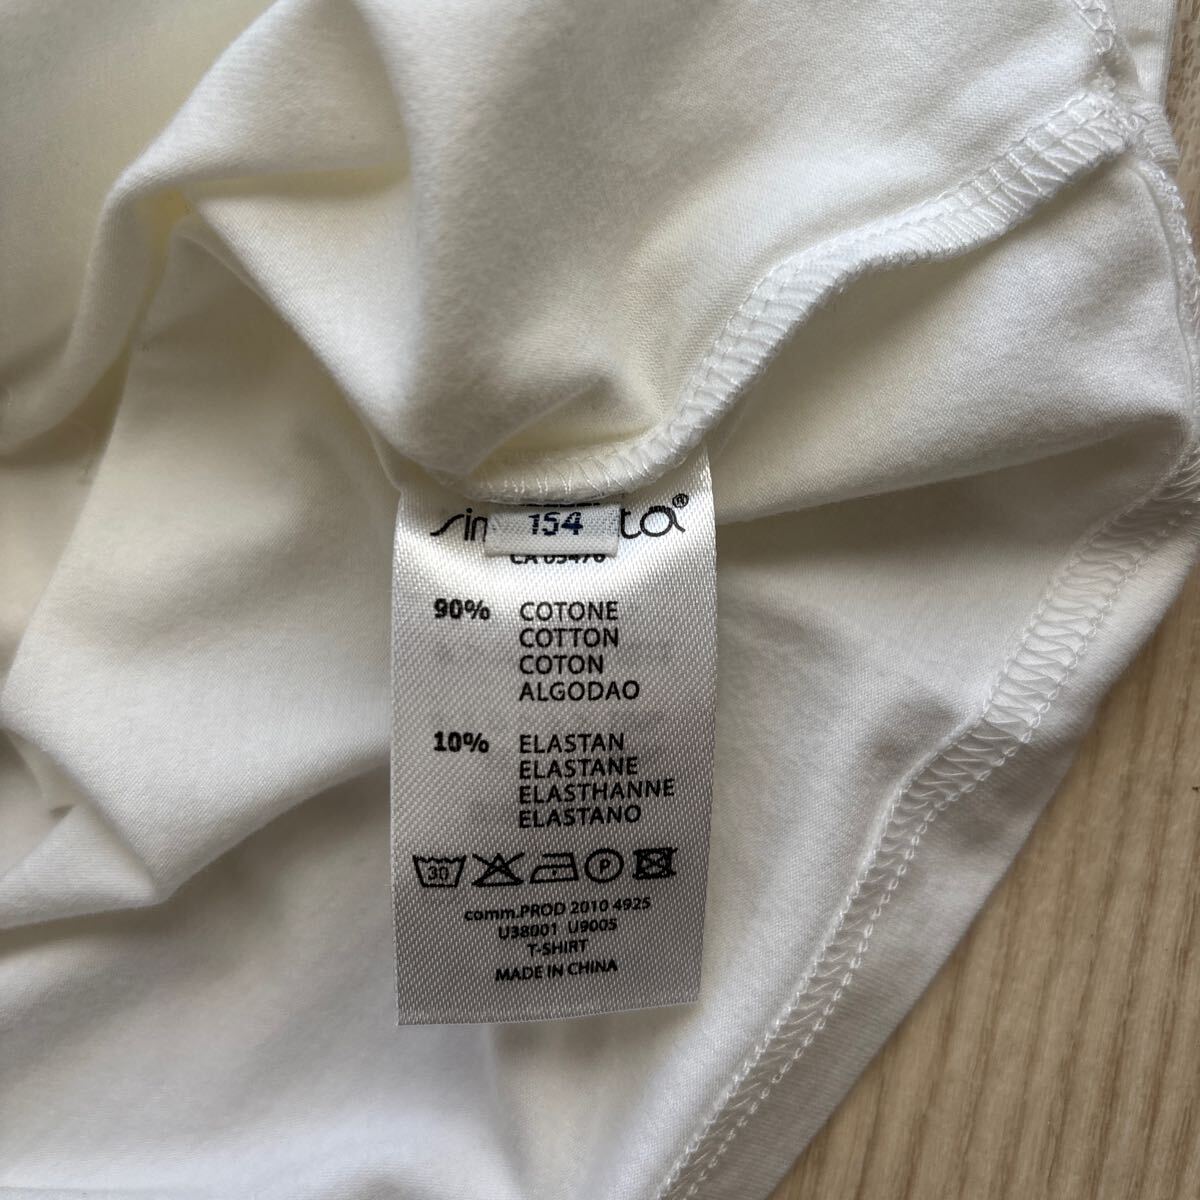 154
90% COTONE
COTTON
COTON
ALGODAO
10% ELASTAN
ELASTANE
ELASTHANNE
ELASTANO
30
comm.PROD 2010 4925
U38001 U9005
T-SHIRT
MADE IN CHINA